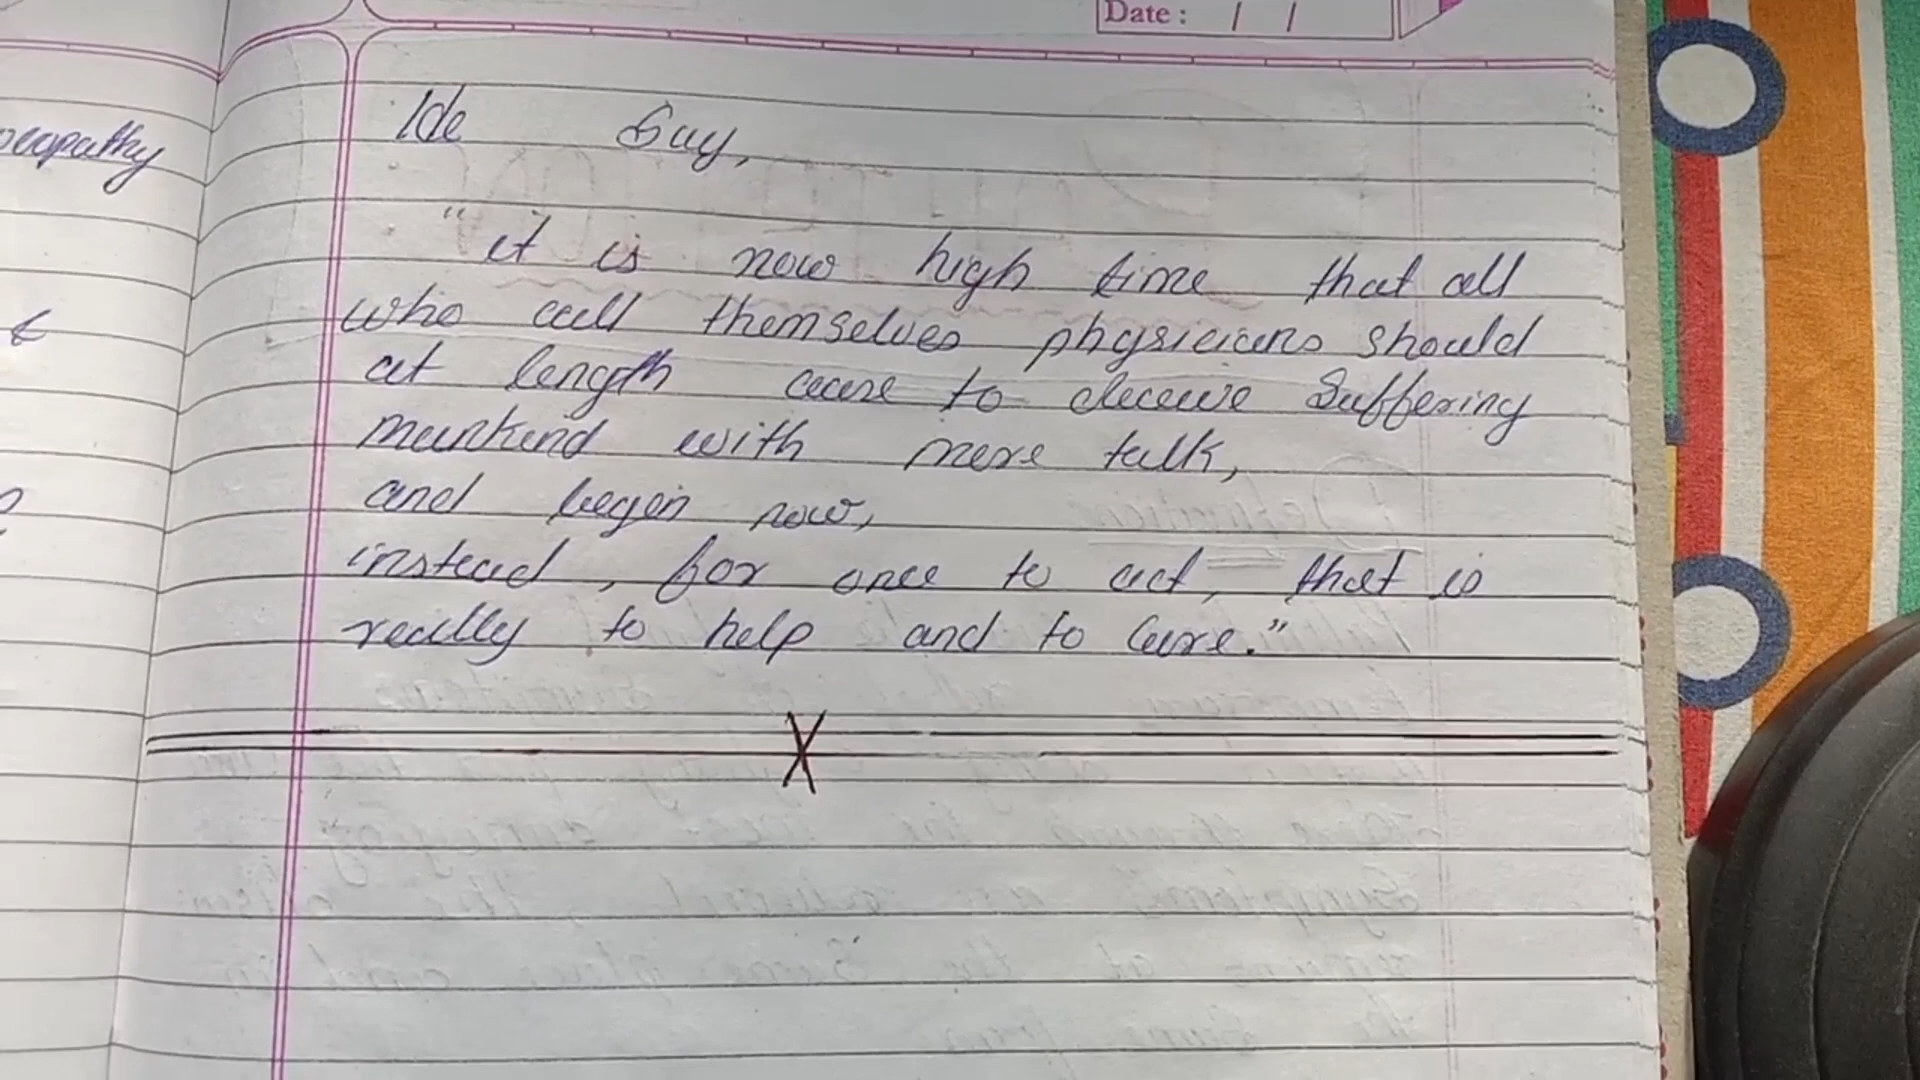 Date: / /
eopathy
He Say,
"it is now high time that all
who call themselves physicians should
at length cease to deceive Suffering
mankind with mere talk,
and begin now,
instead, for once to act, that is
really to help and to Cure."
X